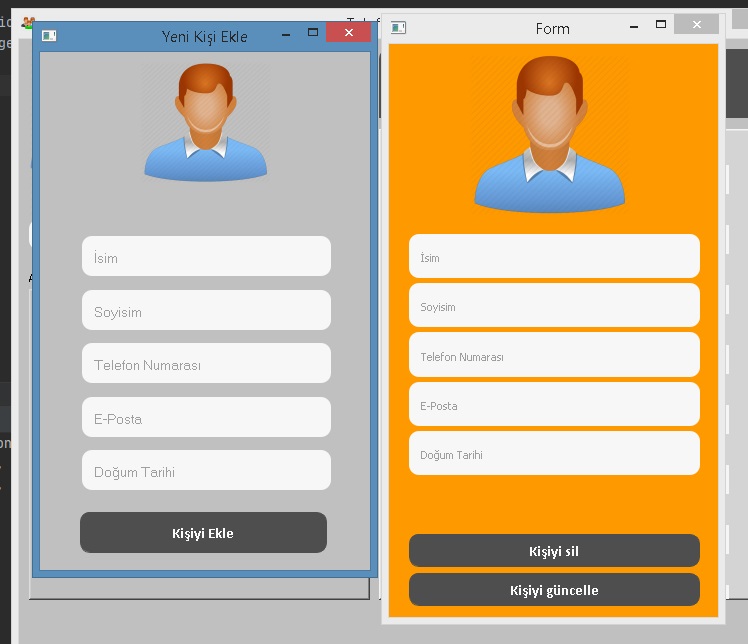 Yeni Kişi Ekle
İsim
Soyisim
Telefon Numarası
E-Posta
Doğum Tarihi
Kişiyi Ekle
Form
İsim
Soyisim
Telefon Numarası
E-Posta
Doğum Tarihi
Kişiyi sil
Kişiyi güncelle